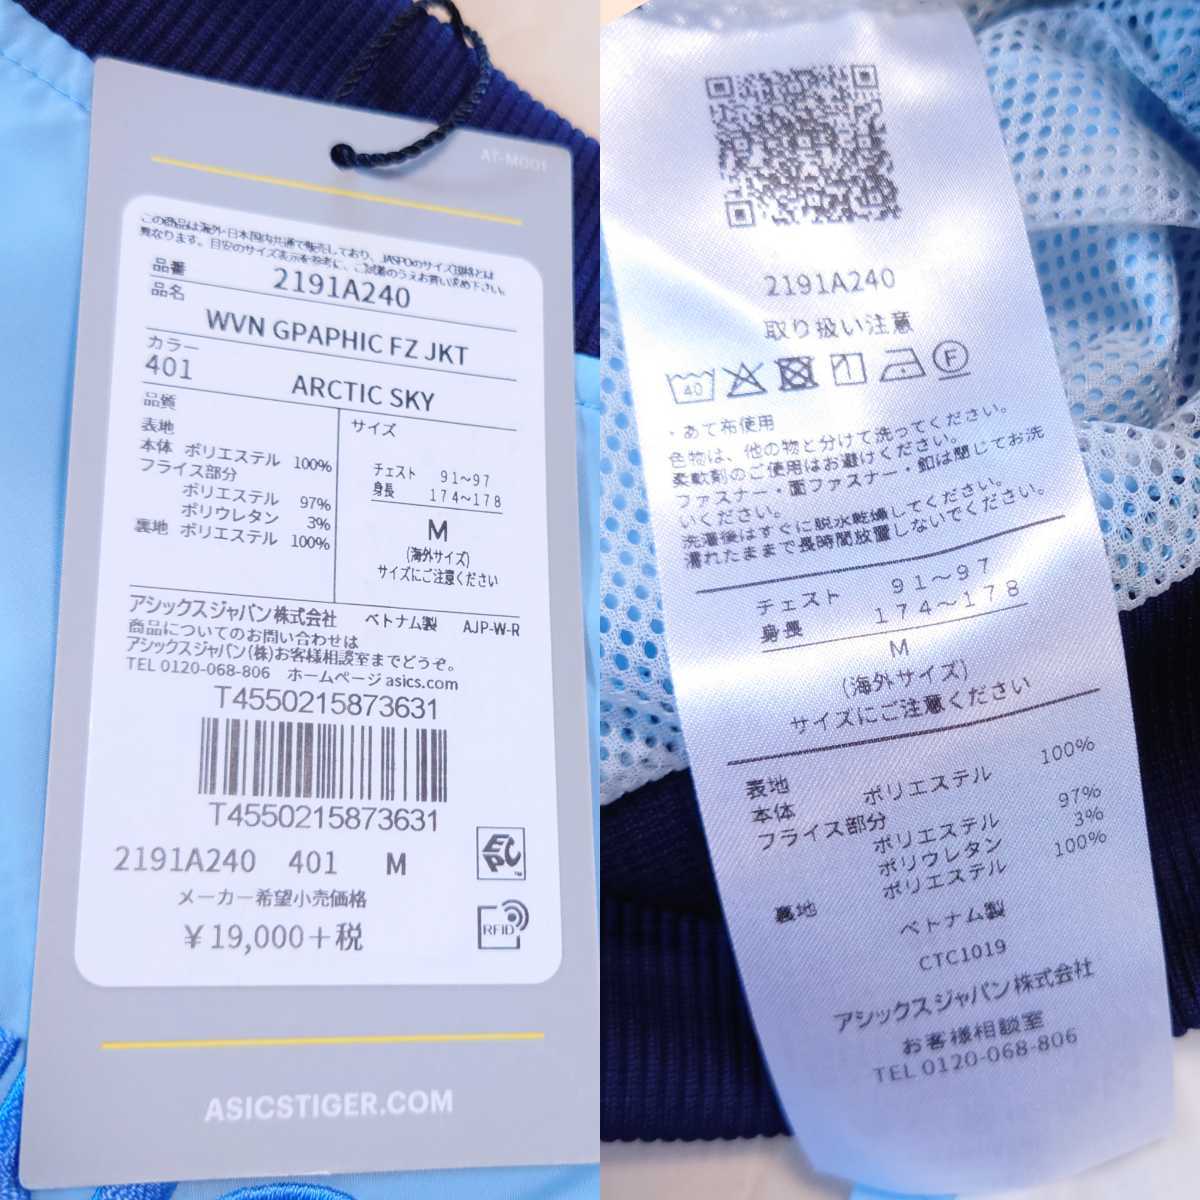 AT-M001
この商品は海外・日本国内共通で販売しており、JASPOのサイズ規格とは
異なります。目安のサイズ表示を参考に、ご試着のうえお買い求め下さい。
品番 2191A240
品名
WVN GPAPHIC FZ JKT
カラー
401
ARCTIC SKY
品質
表地
本体 ポリエステル 100%
フライス部分
ポリエステル 97%
ポリウレタン 3%
裏地 ポリエステル 100%
サイズ
チェスト 91~97
身長 174~178
M
(海外サイズ)
サイズにご注意ください
アシックスジャパン株式会社 ベトナム製 AJP-W-R
商品についてのお問い合わせは
アシックスジャパン(株)お客様相談室までどうぞ。
TEL 0120-068-806 ホームページ asics.com
T4550215873631
T4550215873631
2191A240 401 M
EPC
TM
メーカー希望小売価格
¥19,000+税
RFID
ASICSTIGER.COM
2191A240
取り扱い注意
40
F
・あて布使用
色物は、他の物と分けて洗ってください。
柔軟剤のご使用はお避けください。
ファスナー・面ファスナー・釦は閉じてお洗
いください。
洗濯後はすぐに脱水乾燥してください。
濡れたままで長時間放置しないでください。
チェスト 91~97
身長 174~178
M
(海外サイズ)
サイズにご注意ください
表地
本体 ポリエステル 100%
フライス部分
ポリエステル 97%
ポリウレタン 3%
裏地 ポリエステル 100%
ベトナム製
CTC1019
アシックスジャパン株式会社
お客様相談室
TEL 0120-068-806